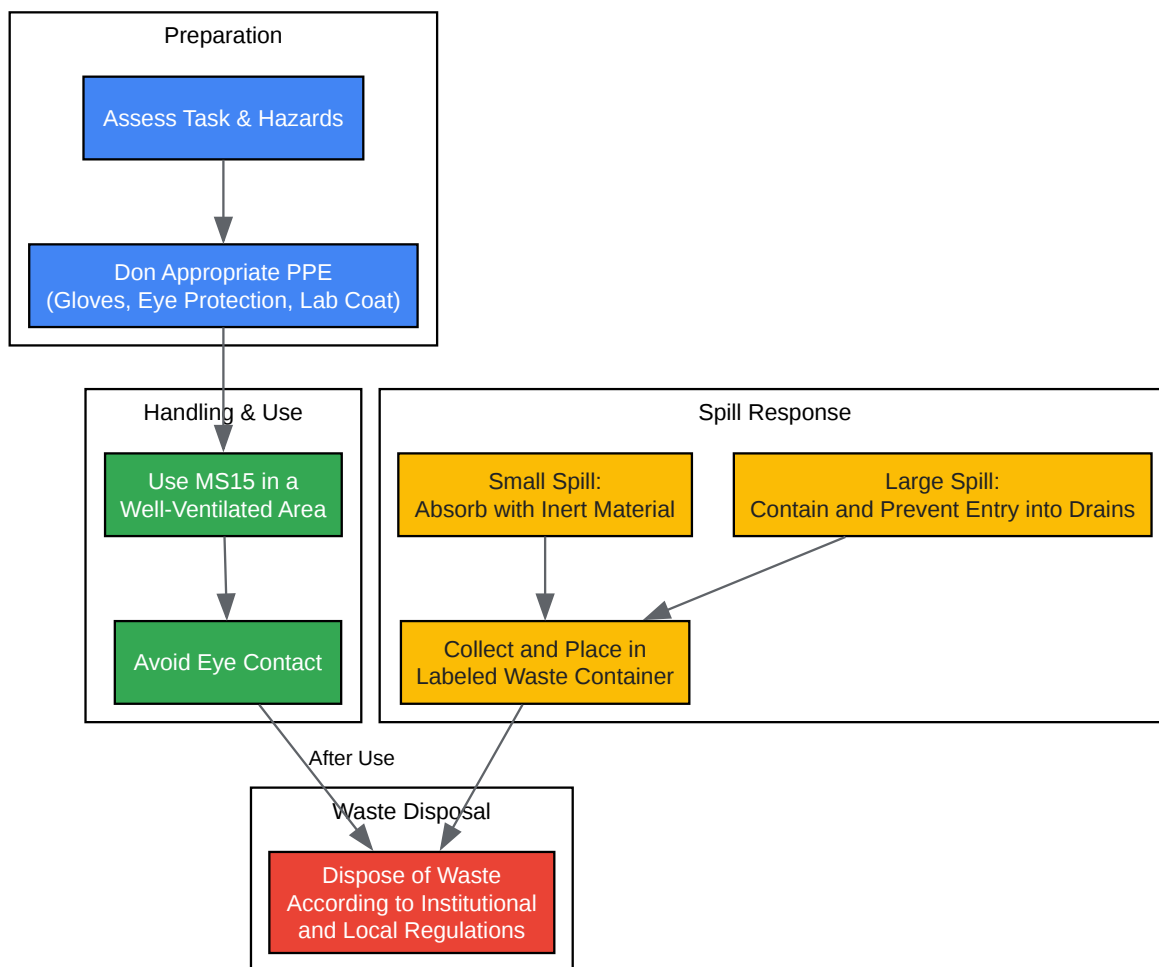 Preparation
Assess Task & Hazards
Don Appropriate PPE
(Gloves, Eye Protection, Lab Coat)
Handling & Use
Use MS15 in a
Well-Ventilated Area
Avoid Eye Contact
Spill Response
Small Spill:
Absorb with Inert Material
Large Spill:
Contain and Prevent Entry into Drains
Collect and Place in
Labeled Waste Container
After Use
Waste Disposal
Dispose of Waste
According to Institutional
and Local Regulations